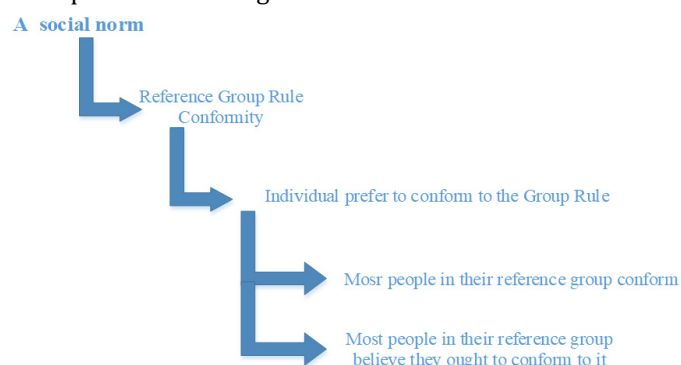 A social norm
Reference Group Rule
Conformity
Individual prefer to conform to the Group Rule
Mosr people in their reference group conform
Most people in their reference group
believe they ought to conform to it